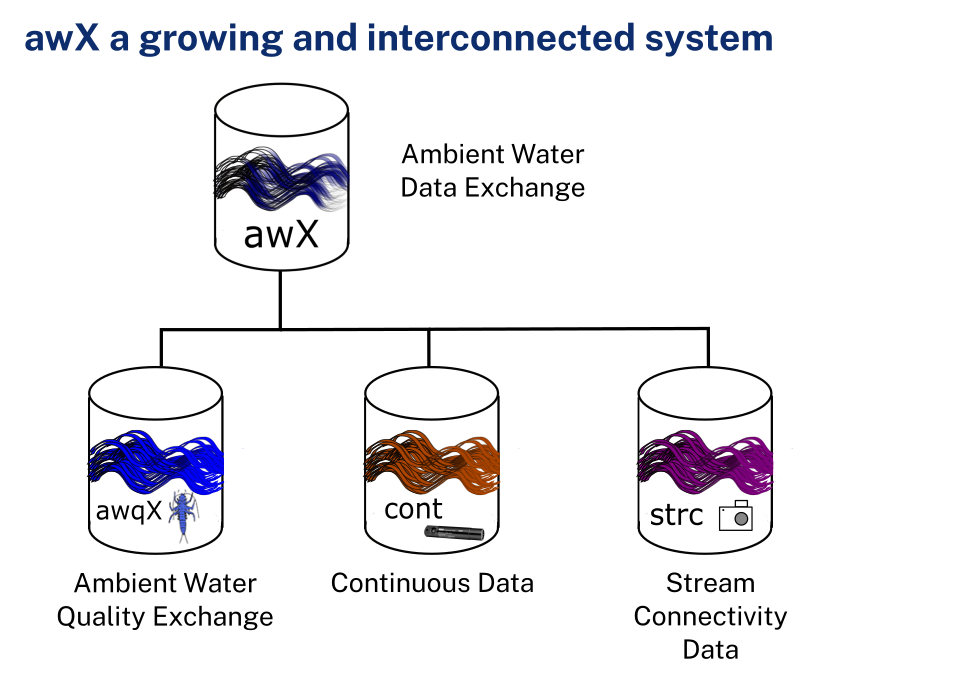 awX a growing and interconnected system
Ambient Water
Data Exchange
awX
awqX
cont
strc
Ambient Water
Quality Exchange
Continuous Data
Stream
Connectivity
Data